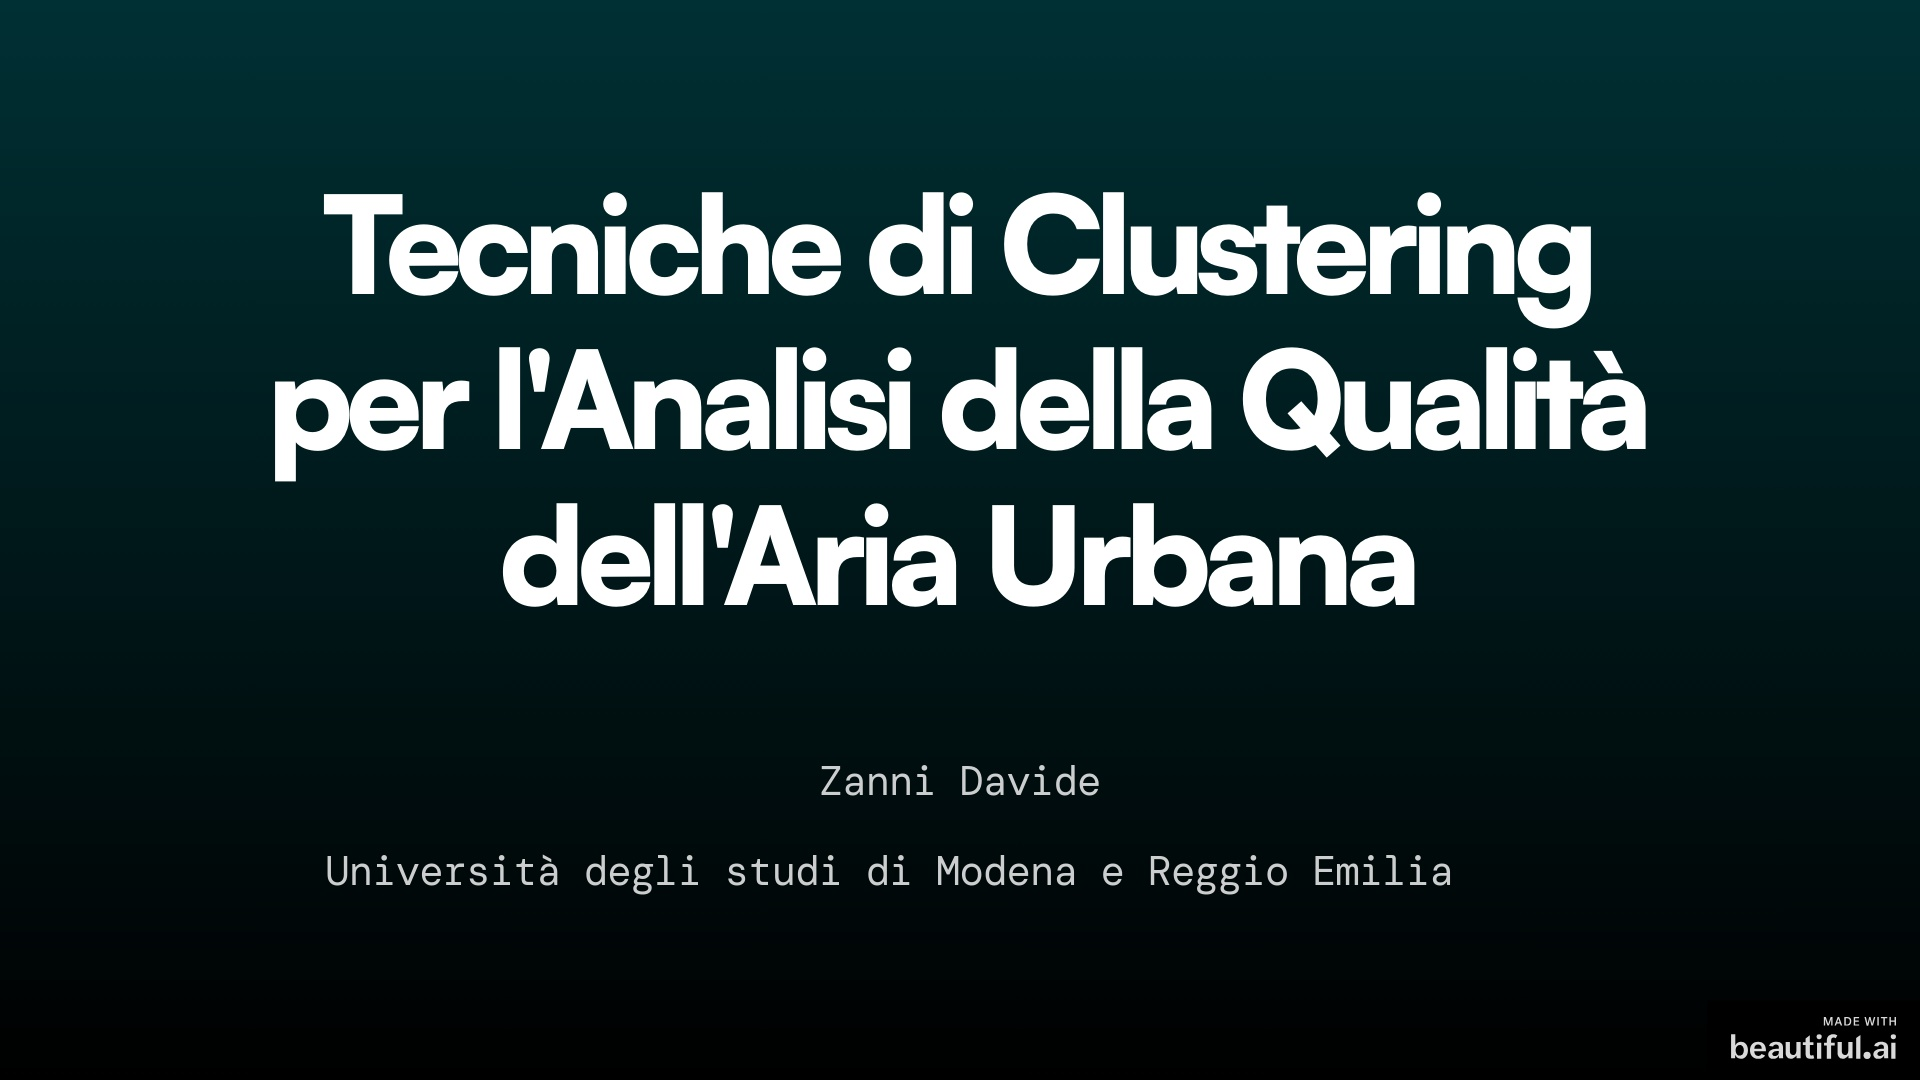 Tecniche di Clustering
per l'Analisi della Qualità
dell'Aria Urbana
Zanni Davide
Università degli studi di Modena e Reggio Emilia
MADE WITH
beautiful.ai